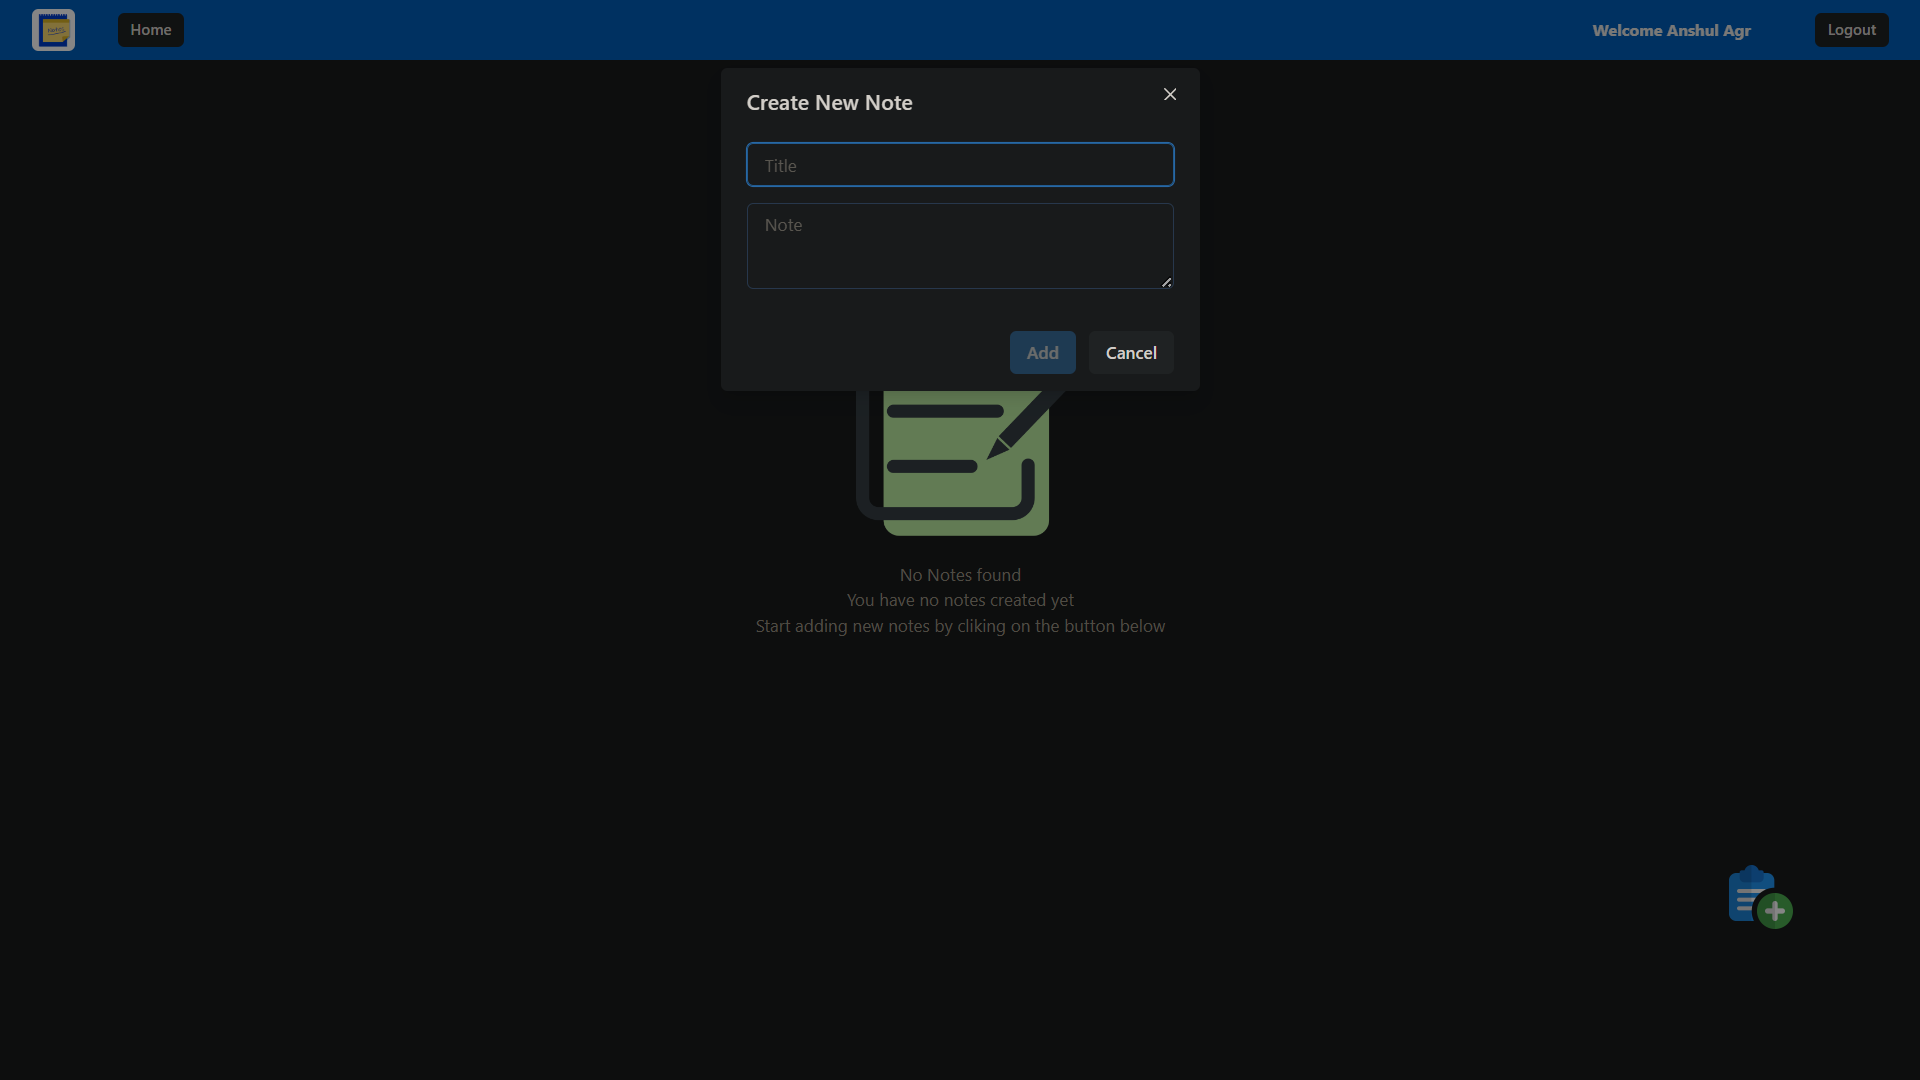 Home
Welcome Anshul Agr
Logout
Create New Note
Title
Note
Add
Cancel
No Notes found
You have no notes created yet
Start adding new notes by cliking on the button below